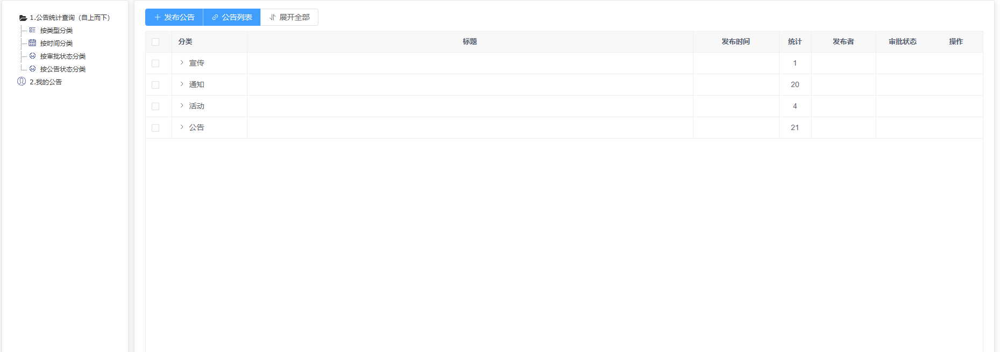 1.公告统计查询（自上而下）
按类型分类
按时间分类
按审批状态分类
按公告状态分类
2.我的公告
发布公告 公告列表 展开全部
分类 标题 发布时间 统计 发布者 审批状态 操作
宣传 1
通知 20
活动 4
公告 21